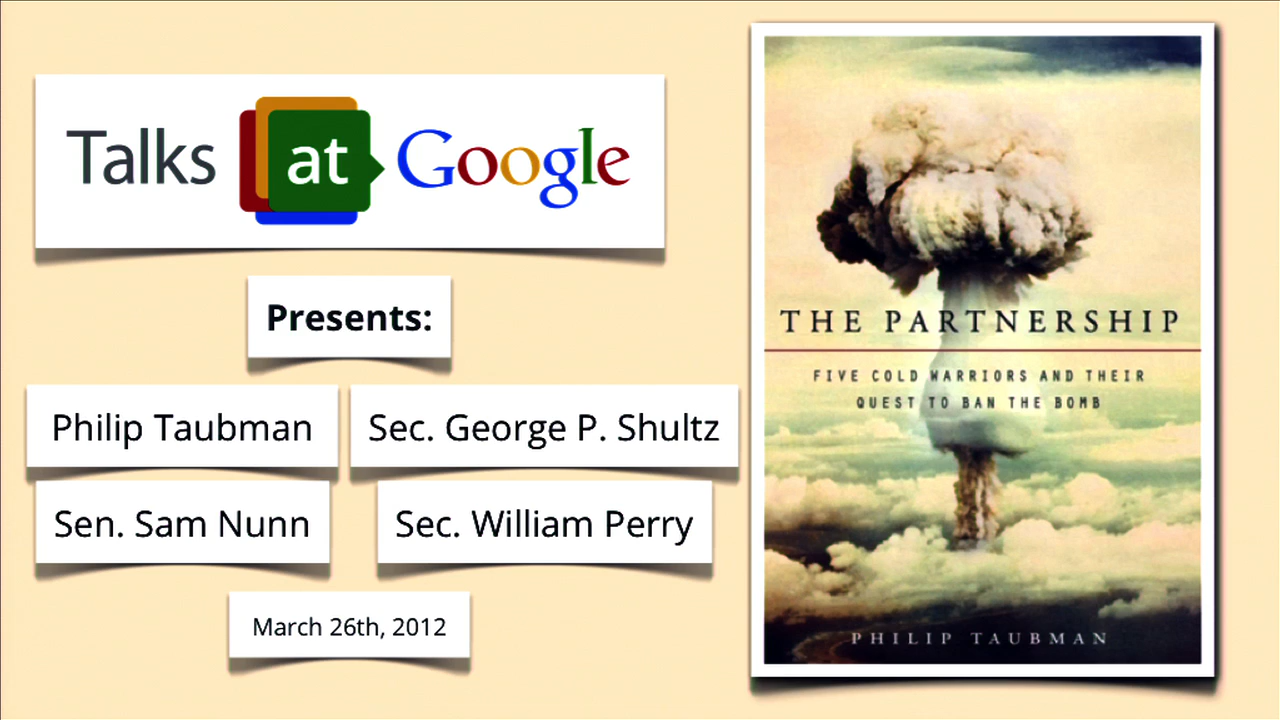 Talks at Google
Presents:
Philip Taubman
Sec. George P. Shultz
Sen. Sam Nunn
Sec. William Perry
March 26th, 2012
THE PARTNERSHIP
FIVE COLD WARRIORS AND THEIR
QUEST TO BAN THE BOMB
PHILIP TAUBMAN